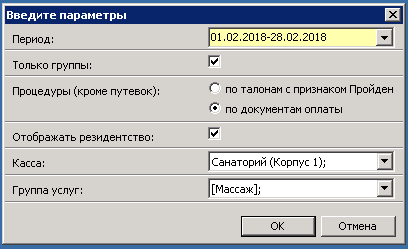 Введите параметры
Период: 01.02.2018-28.02.2018
Только группы:
Процедуры (кроме путевок): по талонам с признаком Пройден
по документам оплаты
Отображать резидентство:
Касса: Санаторий (Корпус 1);
Группа услуг: [Массаж];
OK Отмена